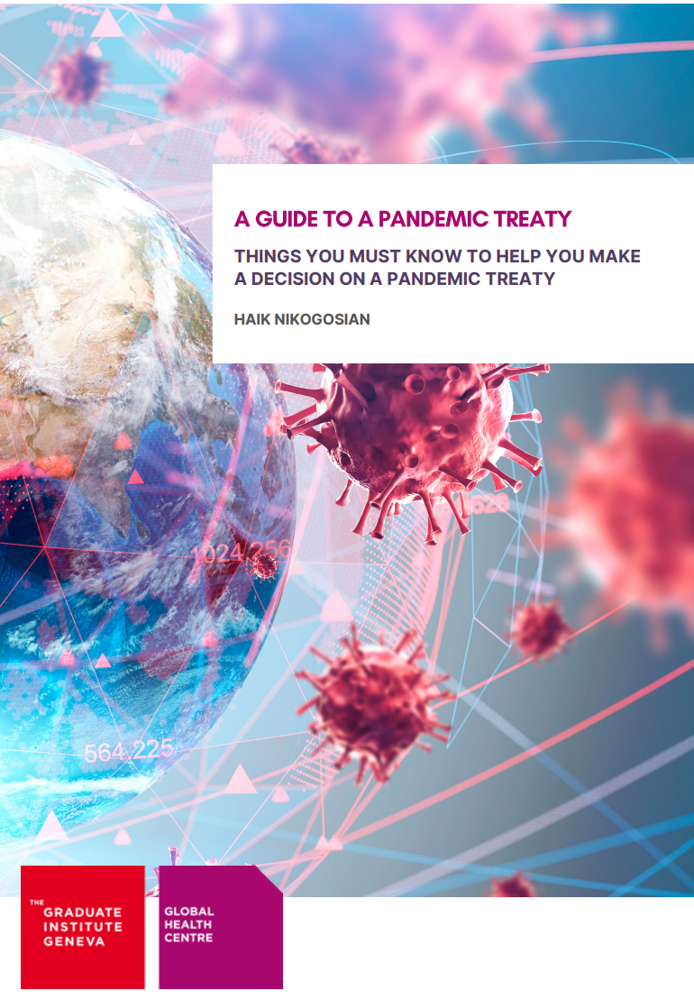 A GUIDE TO A PANDEMIC TREATY
THINGS YOU MUST KNOW TO HELP YOU MAKE
A DECISION ON A PANDEMIC TREATY
HAIK NIKOGOSIAN
1024,256
564,225
THE
GRADUATE
INSTITUTE
GENEVA
GLOBAL
HEALTH
CENTRE